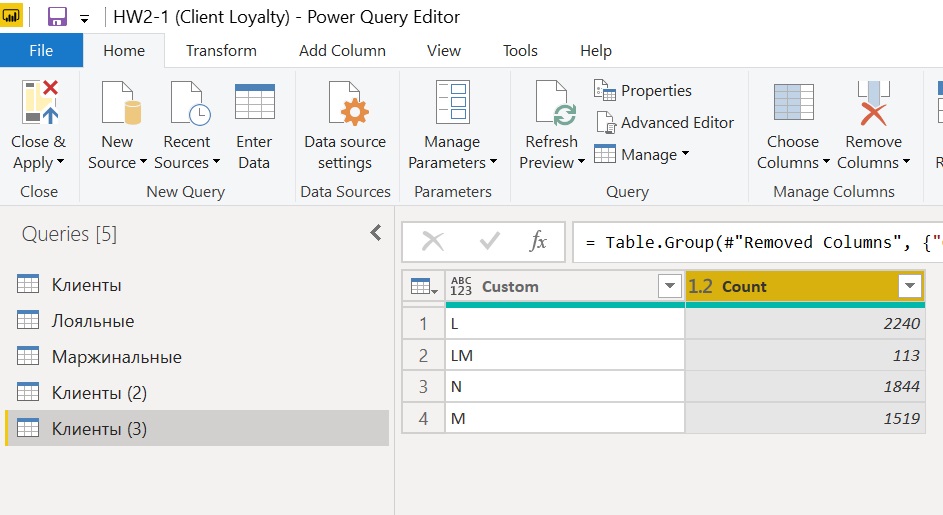 HW2-1 (Client Loyalty) - Power Query Editor
File Home Transform Add Column View Tools Help
Close & Apply
New Source
Recent Sources
Enter Data
Data source settings
Manage Parameters
Refresh Preview
Properties
Advanced Editor
Manage
Choose Columns
Remove Columns
Close New Query Data Sources Parameters Query Manage Columns
Queries [5]
Клиенты
Лояльные
Маржинальные
Клиенты (2)
Клиенты (3)
fx = Table.Group(#"Removed Columns", {"
ABC 123 Custom 1.2 Count
1 L 2240
2 LM 113
3 N 1844
4 M 1519